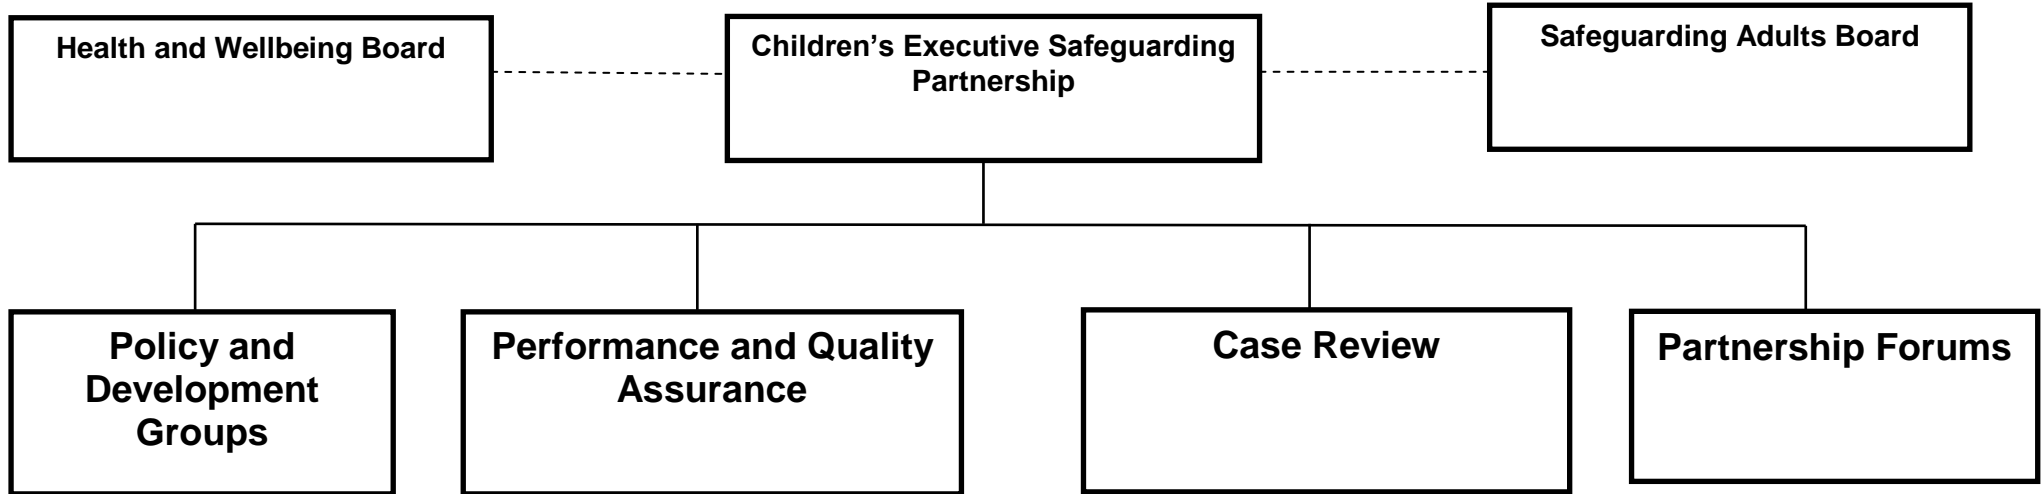 Health and Wellbeing Board
Children’s Executive Safeguarding
Partnership
Safeguarding Adults Board
Policy and
Development
Groups
Performance and Quality
Assurance
Case Review
Partnership Forums